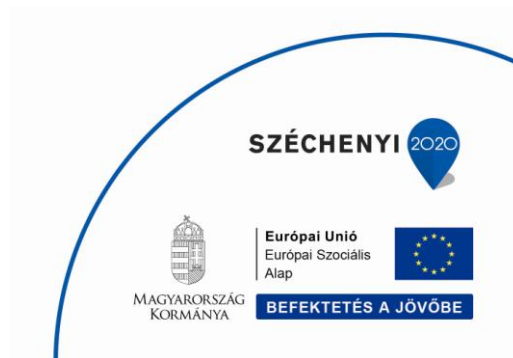 SZÉCHENYI 2020
Európai Unió
Európai Szociális
Alap
MAGYARORSZÁG
KORMÁNYA
BEFEKTETÉS A JÖVŐBE